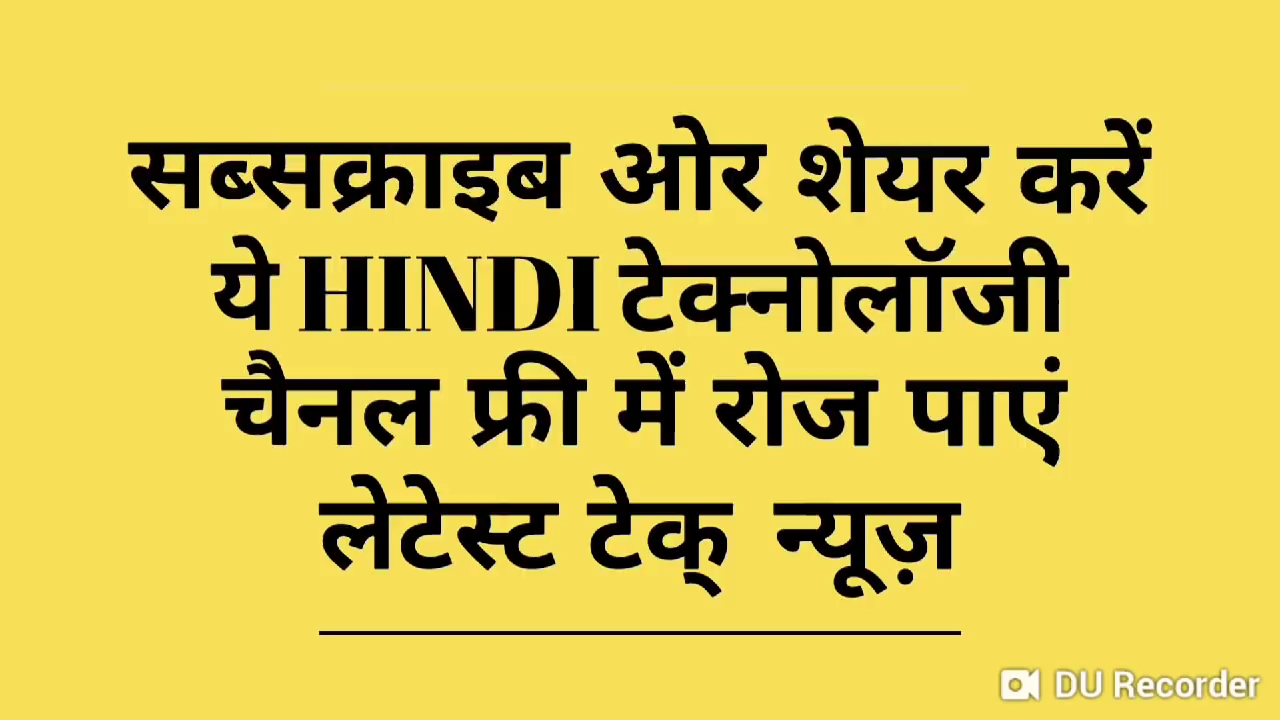 सब्सक्राइब ओर शेयर करें
ये HINDI टेक्नोलॉजी
चैनल फ्री में रोज पाएं
लेटेस्ट टेक् न्यूज़
DU Recorder